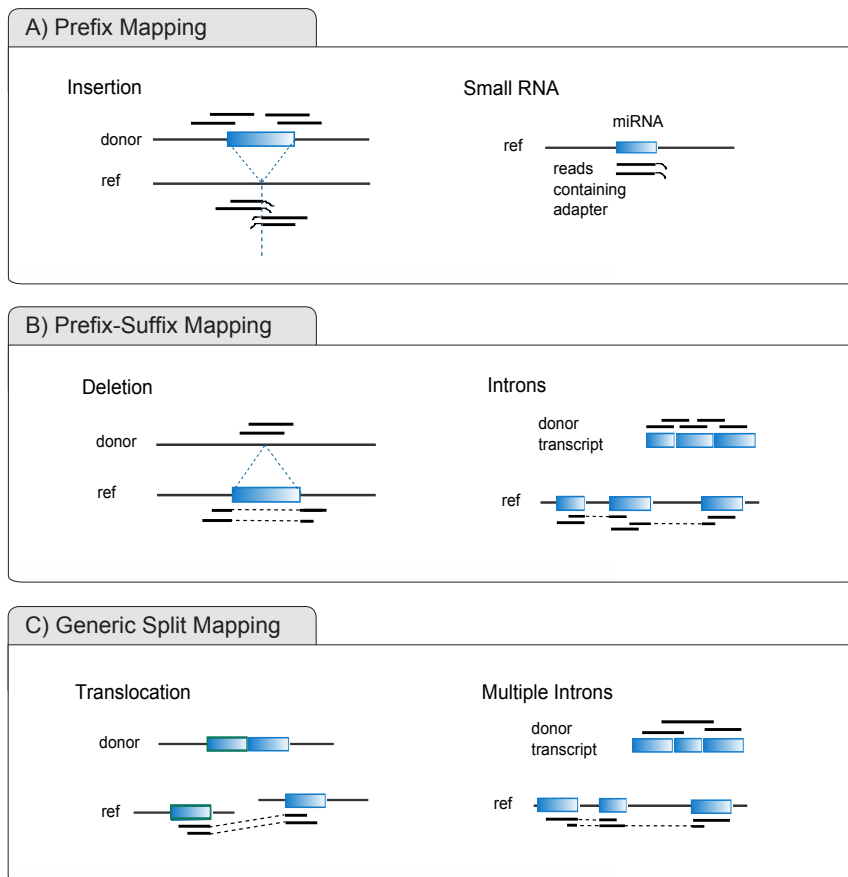 A) Prefix Mapping
Insertion
donor
ref
Small RNA
miRNA
ref
reads
containing
adapter
B) Prefix-Suffix Mapping
Deletion
donor
ref
Introns
donor
transcript
ref
C) Generic Split Mapping
Translocation
donor
ref
Multiple Introns
donor
transcript
ref